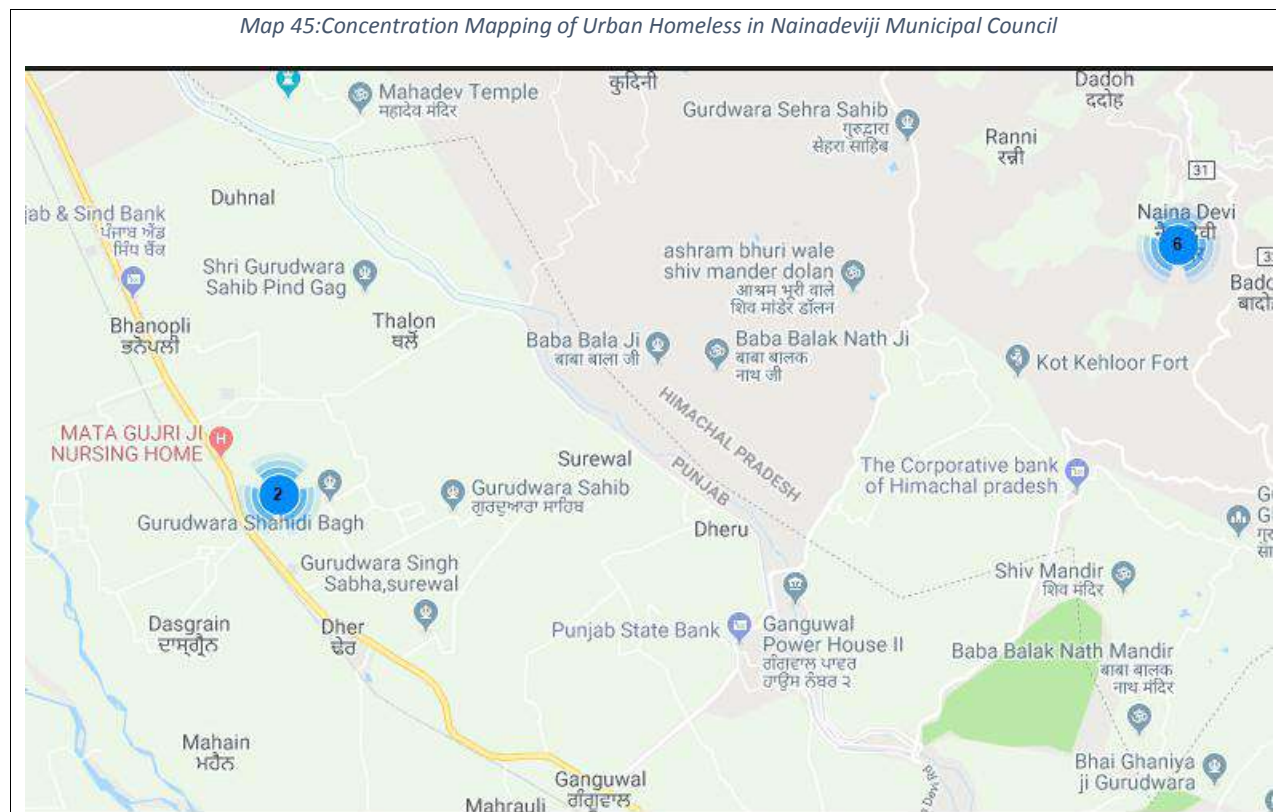 Map 45:Concentration Mapping of Urban Homeless in Nainadeviji Municipal Council
Mahadev Temple
महादेव मंदिर
कुदिनी
Gurdwara Sehra Sahib
गुरुद्वारा
सेहरा साहिब
Dadoh
ददोह
Ranni
रन्नी
31
Duhnal
ab & Sind Bank
ਪੰਜਾਬ ਐਂਡ
ਸਿੰਧ ਬੈਂਕ
Naina Devi
6
Shri Gurudwara
Sahib Pind Gag
ashram bhuri wale
shiv mander dolan
आश्रम भूरी वाले
शिव मांडेर डॉलन
Bhanopli
ਭਨੋਪਲੀ
Thalon
ਥਲੋਂ
Baba Bala Ji
बाबा बाला जी
Baba Balak Nath Ji
बाबा बालक
नाथ जी
Kot Kehloor Fort
HIMACHAL PRADESH
PUNJAB
MATA GUJRI JI
NURSING HOME
H
2
Gurudwara Shahidi Bagh
Surewal
Gurudwara Sahib
ਗੁਰਦੁਆਰਾ ਸਾਹਿਬ
The Corporative bank
of Himachal pradesh
Dheru
Gurudwara Singh
Sabha,surewal
Shiv Mandir
शिव मंदिर
Dasgrain
ਦਾਸ੍ਗ੍ਰੈਨ
Dher
ਢੇਰ
Punjab State Bank
Ganguwal
Power House II
ਗੰਗੂਵਾਲ ਪਾਵਰ
ਹਾਉਸ ਨੰਬਰ ੨
Baba Balak Nath Mandir
बाबा बालक
नाथ मंदिर
Mahain
ਮਹੈਨ
Ganguwal
ਗੰਗੂਵਾਲ
Mahrauli
Bhai Ghaniya
ji Gurudwara